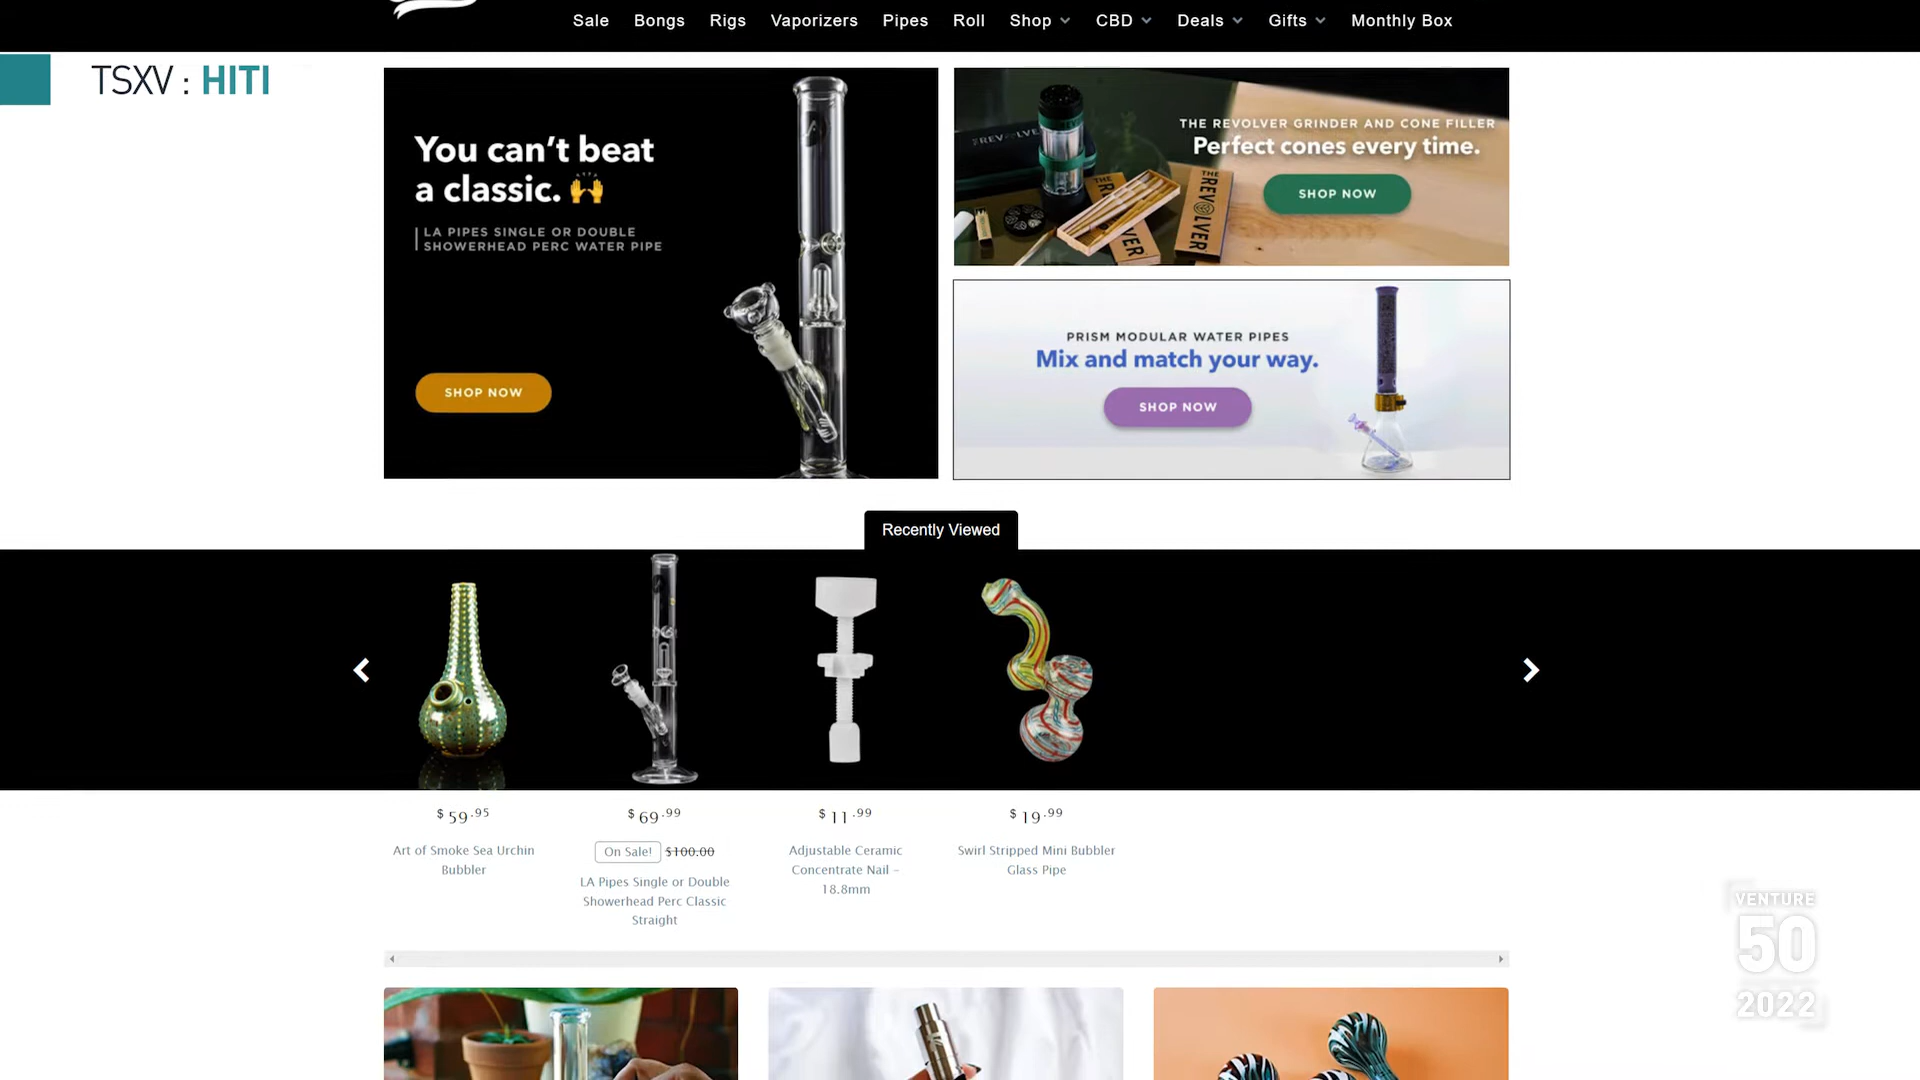 Sale Bongs Rigs Vaporizers Pipes Roll Shop CBD Deals Gifts Monthly Box
TSXV : HITI
You can't beat
a classic. 🙌
LA PIPES SINGLE OR DOUBLE
SHOWERHEAD PERC WATER PIPE
SHOP NOW
THE REVOLVER GRINDER AND CONE FILLER
Perfect cones every time.
SHOP NOW
THE REVOLVER
PRISM MODULAR WATER PIPES
Mix and match your way.
SHOP NOW
Recently Viewed
$59.95
Art of Smoke Sea Urchin
Bubbler
$69.99
On Sale! $100.00
LA Pipes Single or Double
Showerhead Perc Classic
Straight
$11.99
Adjustable Ceramic
Concentrate Nail –
18.8mm
$19.99
Swirl Stripped Mini Bubbler
Glass Pipe
VENTURE
50
2022